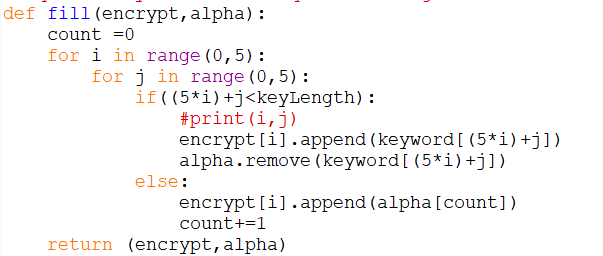 def fill(encrypt,alpha):
    count =0
    for i in range(0,5):
        for j in range(0,5):
            if((5*i)+j<keyLength):
                #print(i,j)
                encrypt[i].append(keyword[(5*i)+j])
                alpha.remove(keyword[(5*i)+j])
            else:
                encrypt[i].append(alpha[count])
                count+=1
    return (encrypt,alpha)